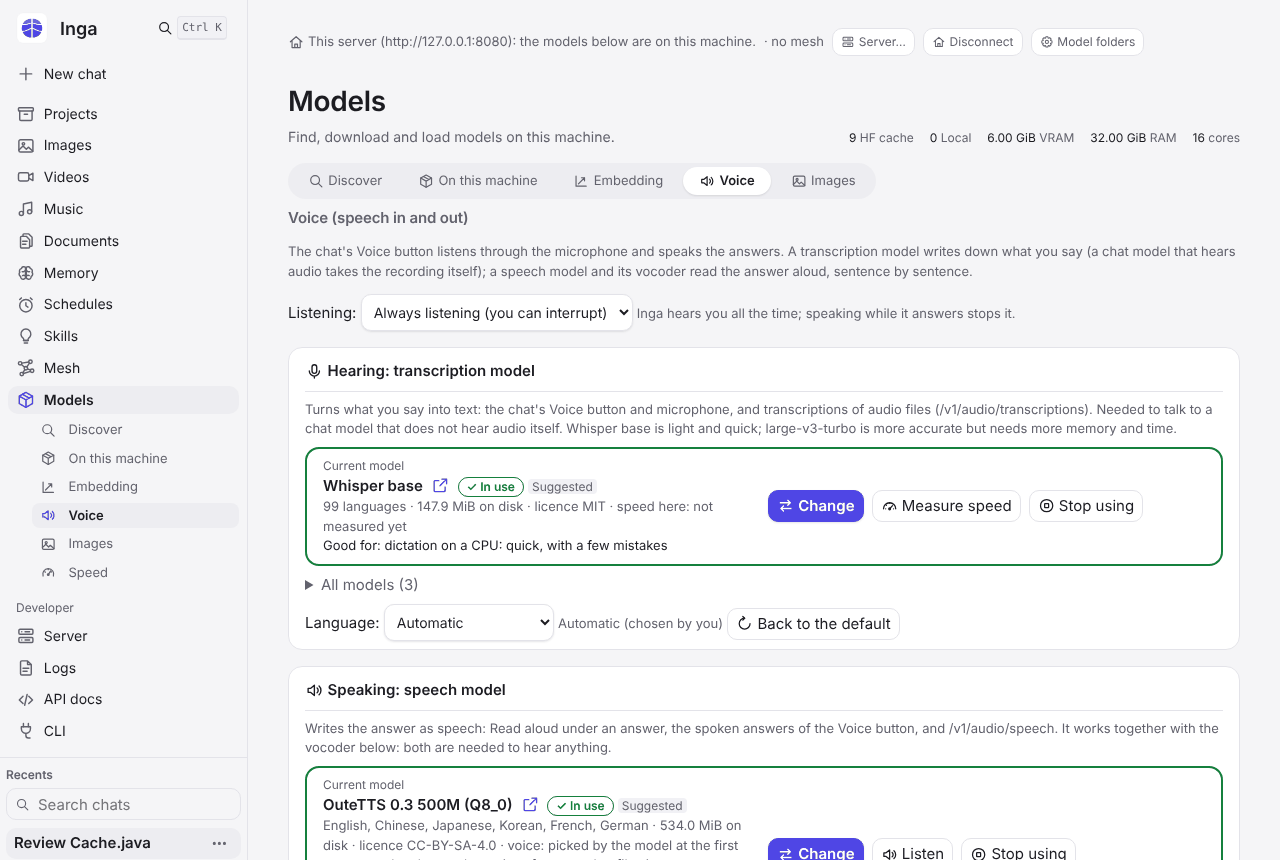 Inga
Ctrl K
New chat
Projects
Images
Videos
Music
Documents
Memory
Schedules
Skills
Mesh
Models
Discover
On this machine
Embedding
Voice
Images
Speed
Developer
Server
Logs
API docs
CLI
Recents
Search chats
Review Cache.java
This server (http://127.0.0.1:8080): the models below are on this machine. · no mesh
Server...
Disconnect
Model folders
Models
Find, download and load models on this machine.
9 HF cache 0 Local 6.00 GiB VRAM 32.00 GiB RAM 16 cores
Discover
On this machine
Embedding
Voice
Images
Voice (speech in and out)
The chat's Voice button listens through the microphone and speaks the answers. A transcription model writes down what you say (a chat model that hears
audio takes the recording itself); a speech model and its vocoder read the answer aloud, sentence by sentence.
Listening: Always listening (you can interrupt) Inga hears you all the time; speaking while it answers stops it.
Hearing: transcription model
Turns what you say into text: the chat's Voice button and microphone, and transcriptions of audio files (/v1/audio/transcriptions). Needed to talk to a
chat model that does not hear audio itself. Whisper base is light and quick; large-v3-turbo is more accurate but needs more memory and time.
Current model
Whisper base In use Suggested
99 languages · 147.9 MiB on disk · licence MIT · speed here: not
measured yet
Good for: dictation on a CPU: quick, with a few mistakes
Change
Measure speed
Stop using
All models (3)
Language: Automatic Automatic (chosen by you) Back to the default
Speaking: speech model
Writes the answer as speech: Read aloud under an answer, the spoken answers of the Voice button, and /v1/audio/speech. It works together with the
vocoder below: both are needed to hear anything.
Current model
OuteTTS 0.3 500M (Q8_0) In use Suggested
English, Chinese, Japanese, Korean, French, German · 534.0 MiB on
disk · licence CC-BY-SA-4.0 · voice: picked by the model at the first
Change
Listen
Stop using